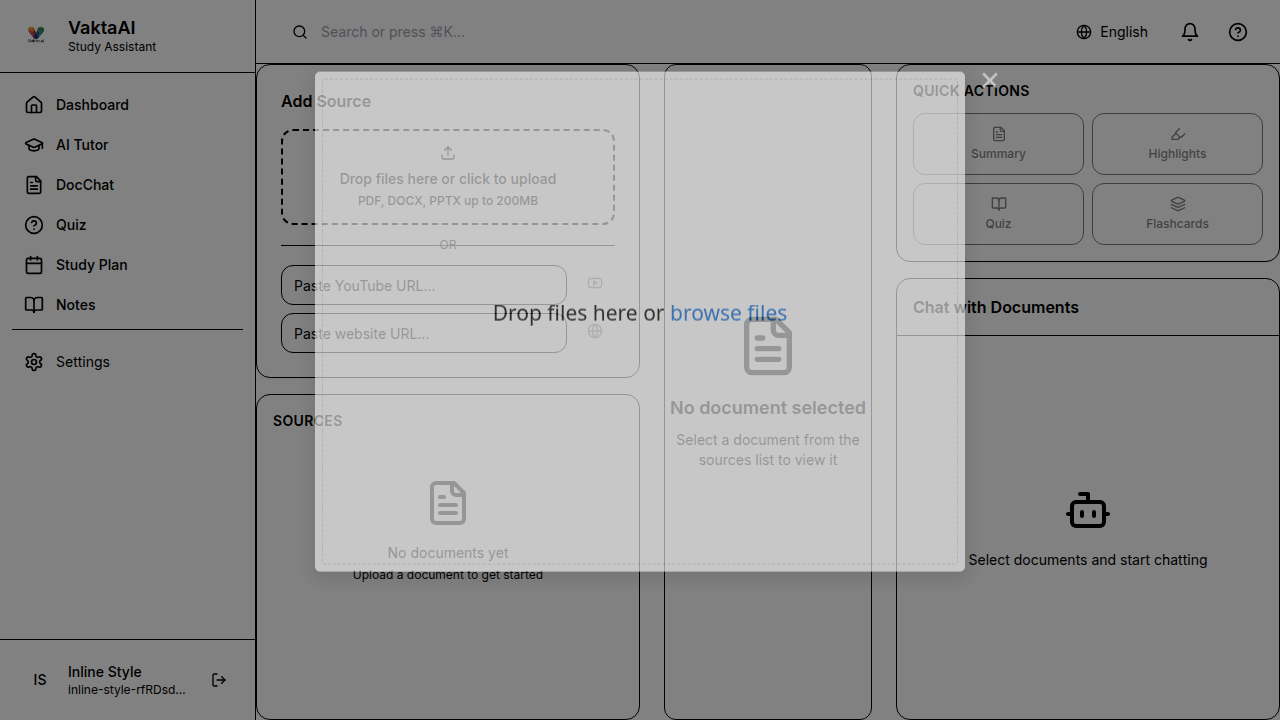 VaktaAI
Study Assistant
Dashboard
AI Tutor
DocChat
Quiz
Study Plan
Notes
Settings
IS
Inline Style
inline-style-rfRDsd...
Search or press ⌘K...
English
Add Source
Drop files here or click to upload
PDF, DOCX, PPTX up to 200MB
OR
Paste YouTube URL...
Paste website URL...
SOURCES
No documents yet
Upload a document to get started
Drop files here or browse files
No document selected
Select a document from the
sources list to view it
QUICK ACTIONS
Summary
Highlights
Quiz
Flashcards
Chat with Documents
Select documents and start chatting